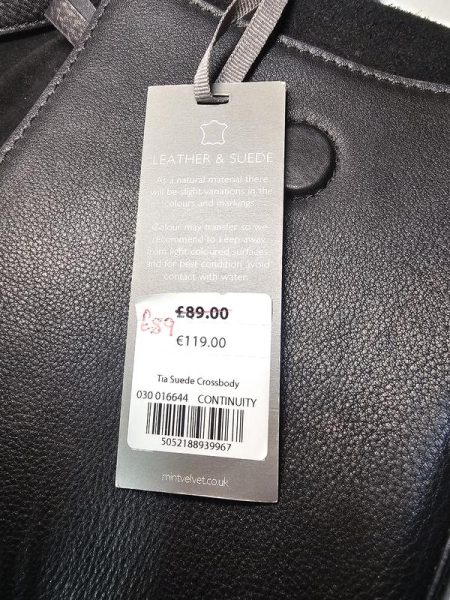 LEATHER & SUEDE
As a natural material there
will be slight variations in the
colours and markings
Colour may transfer so we
recommend to keep away
from light coloured surfaces
and for best condition avoid
contact with water
£89.00
£59
€119.00
Tia Suede Crossbody
030 016644 CONTINUITY
5052188939967
mintvelvet.co.uk